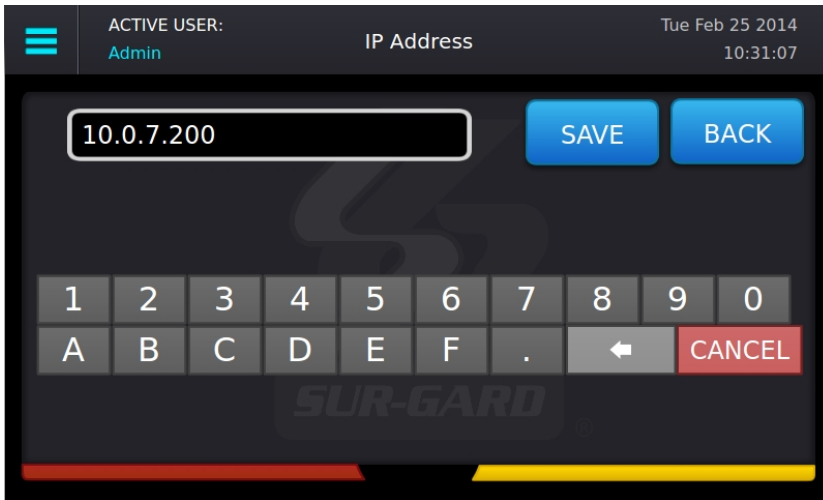 ACTIVE USER:
Admin
IP Address
Tue Feb 25 2014
10:31:07
10.0.7.200
SAVE
BACK
1 2 3 4 5 6 7 8 9 0
A B C D E F .
CANCEL
SUR-GARD ®